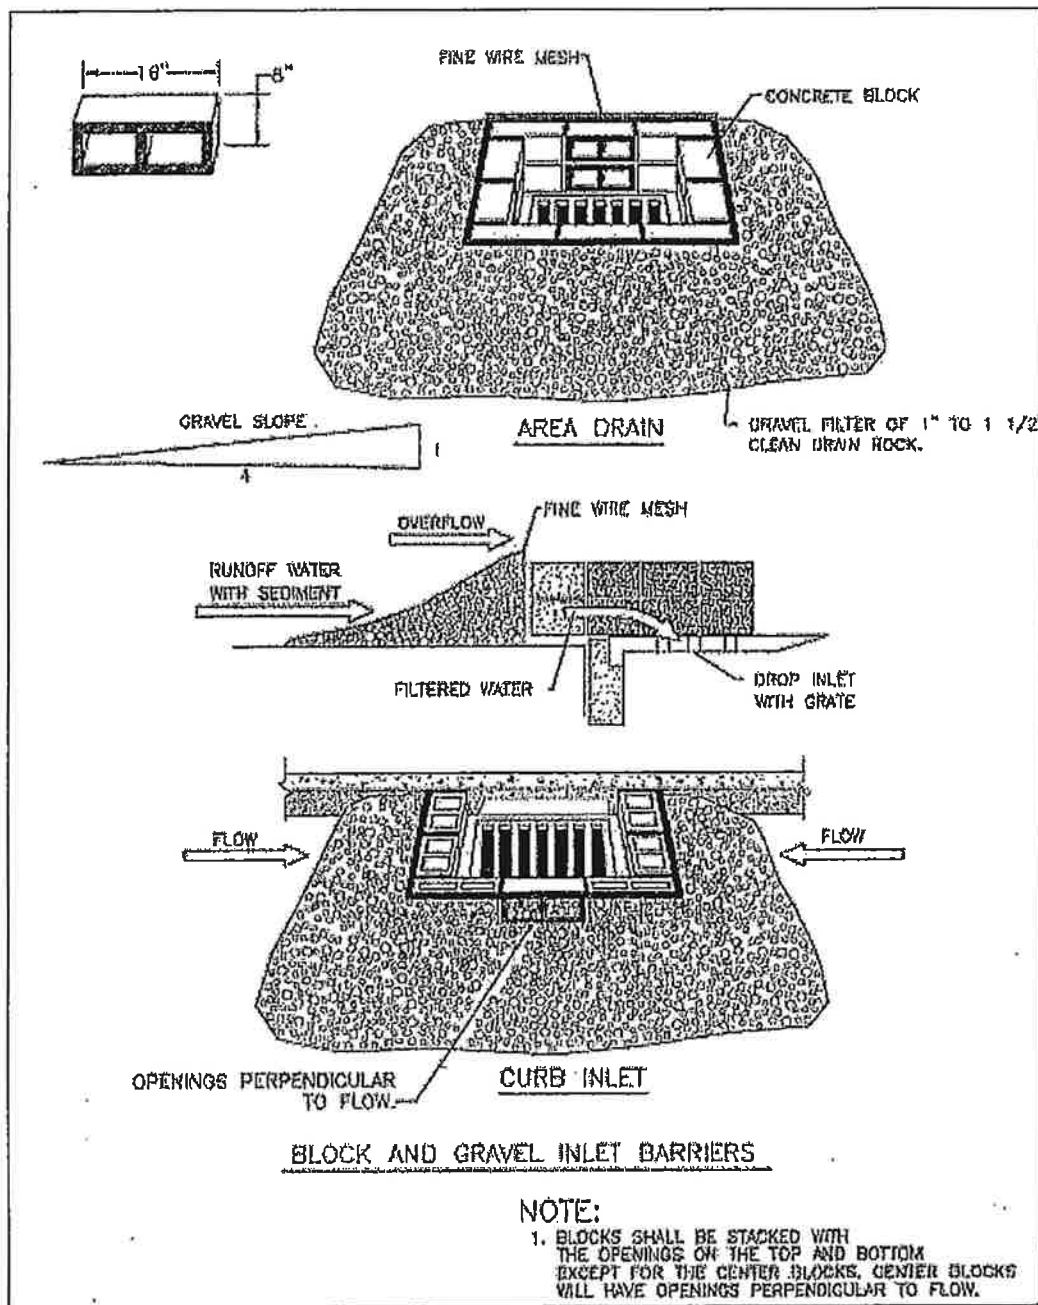 16"
8"
FINE WIRE MESH
CONCRETE BLOCK
AREA DRAIN
GRAVEL FILTER OF 1" TO 1 1/2
CLEAN DRAIN ROCK.
GRAVEL SLOPE
1
4
OVERFLOW
FINE WIRE MESH
RUNOFF WATER
WITH SEDIMENT
FILTERED WATER
DROP INLET
WITH GRATE
FLOW
FLOW
OPENINGS PERPENDICULAR
TO FLOW.
CURB INLET
BLOCK AND GRAVEL INLET BARRIERS
NOTE:
1. BLOCKS SHALL BE STACKED WITH
THE OPENINGS ON THE TOP AND BOTTOM
EXCEPT FOR THE CENTER BLOCKS. CENTER BLOCKS
WILL HAVE OPENINGS PERPENDICULAR TO FLOW.